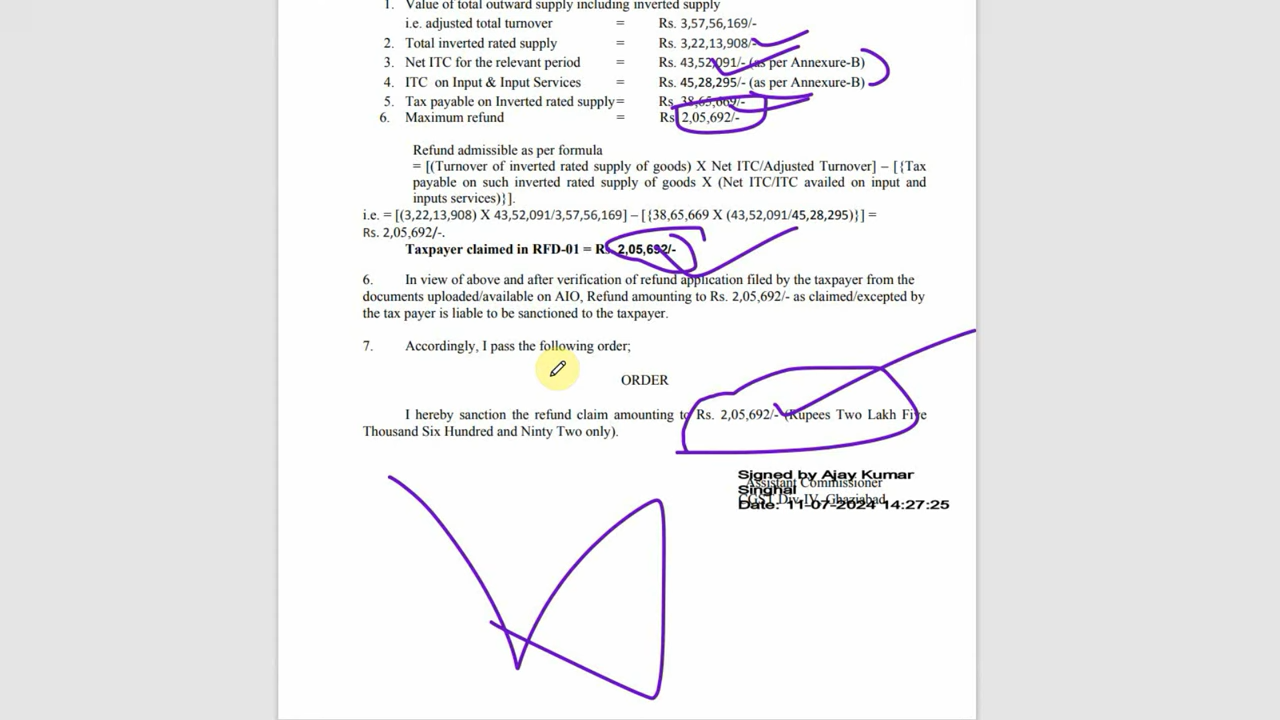 1. Value of total outward supply including inverted supply
i.e. adjusted total turnover = Rs. 3,57,56,169/-
2. Total inverted rated supply = Rs. 3,22,13,908/-
3. Net ITC for the relevant period = Rs. 43,52,091/- (as per Annexure-B)
4. ITC on Input & Input Services = Rs. 45,28,295/- (as per Annexure-B)
5. Tax payable on Inverted rated supply= Rs 38,65,669/-
6. Maximum refund = Rs 2,05,692/-
Refund admissible as per formula
= [(Turnover of inverted rated supply of goods) X Net ITC/Adjusted Turnover] – [{Tax
payable on such inverted rated supply of goods X (Net ITC/ITC availed on input and
inputs services)}].
i.e. = [(3,22,13,908) X 43,52,091/3,57,56,169] – [{38,65,669 X (43,52,091/45,28,295)}] =
Rs. 2,05,692/-.
Taxpayer claimed in RFD-01 = Rs. 2,05,692/-
6. In view of above and after verification of refund application filed by the taxpayer from the
documents uploaded/available on AIO, Refund amounting to Rs. 2,05,692/- as claimed/excepted by
the tax payer is liable to be sanctioned to the taxpayer.
7. Accordingly, I pass the following order;
ORDER
I hereby sanction the refund claim amounting to Rs. 2,05,692/- (Rupees Two Lakh Five
Thousand Six Hundred and Ninty Two only).
Signed by Ajay Kumar
Assistant Commissioner
Singhal
CGST Div-IV, Ghaziabad
Date: 11-07-2024 14:27:25